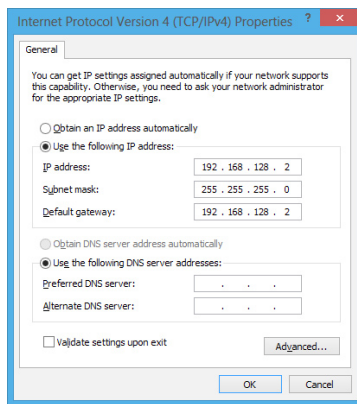 Internet Protocol Version 4 (TCP/IPv4) Properties ? ×
General
You can get IP settings assigned automatically if your network supports
this capability. Otherwise, you need to ask your network administrator
for the appropriate IP settings.
Obtain an IP address automatically
Use the following IP address:
IP address: 192 . 168 . 128 . 2
Subnet mask: 255 . 255 . 255 . 0
Default gateway: 192 . 168 . 128 . 2
Obtain DNS server address automatically
Use the following DNS server addresses:
Preferred DNS server: . . .
Alternate DNS server: . . .
Validate settings upon exit
Advanced...
OK Cancel